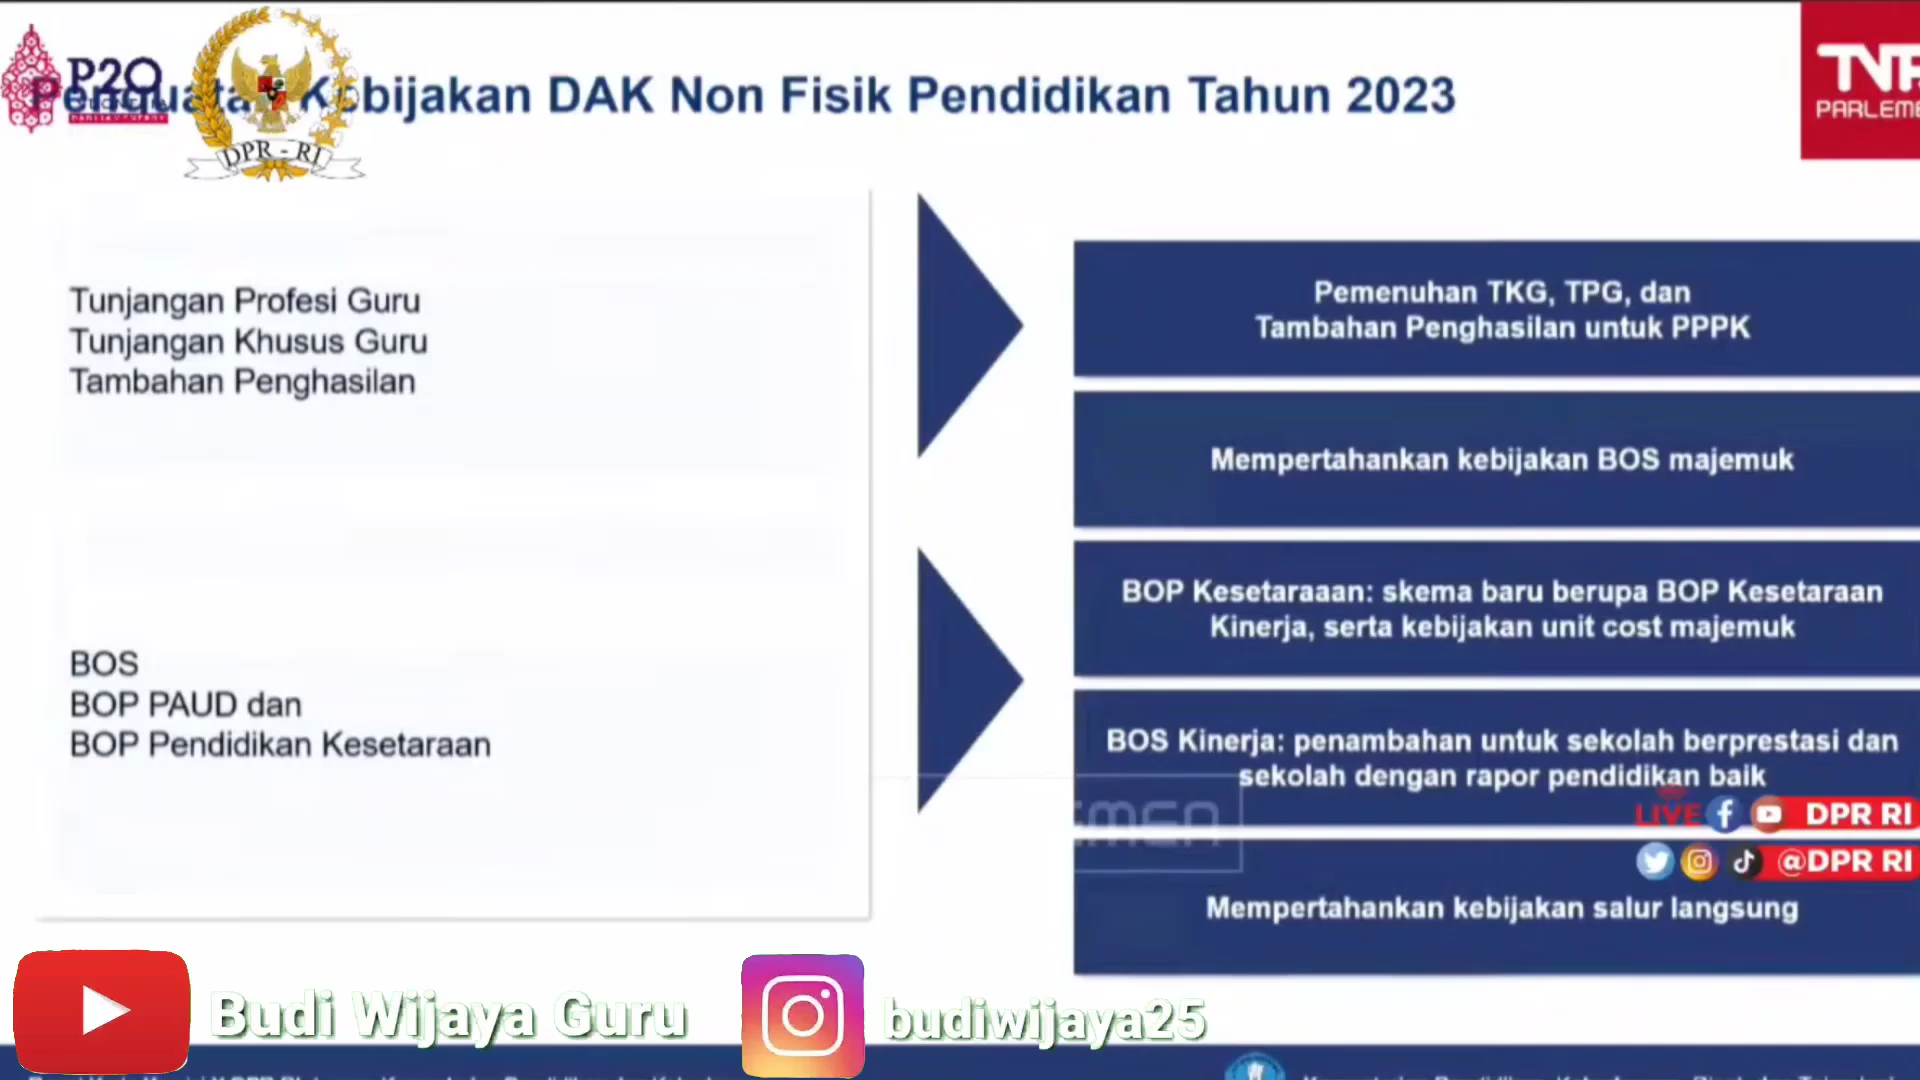 P20
DPR - RI
Kebijakan DAK Non Fisik Pendidikan Tahun 2023
PARLEME
Tunjangan Profesi Guru
Tunjangan Khusus Guru
Tambahan Penghasilan
Pemenuhan TKG, TPG, dan
Tambahan Penghasilan untuk PPPK
Mempertahankan kebijakan BOS majemuk
BOP Kesetaraaan: skema baru berupa BOP Kesetaraan
Kinerja, serta kebijakan unit cost majemuk
BOS
BOP PAUD dan
BOP Pendidikan Kesetaraan
BOS Kinerja: penambahan untuk sekolah berprestasi dan
sekolah dengan rapor pendidikan baik
LIVE DPR RI
@DPR RI
Mempertahankan kebijakan salur langsung
Budi Wijaya Guru
budiwijaya25